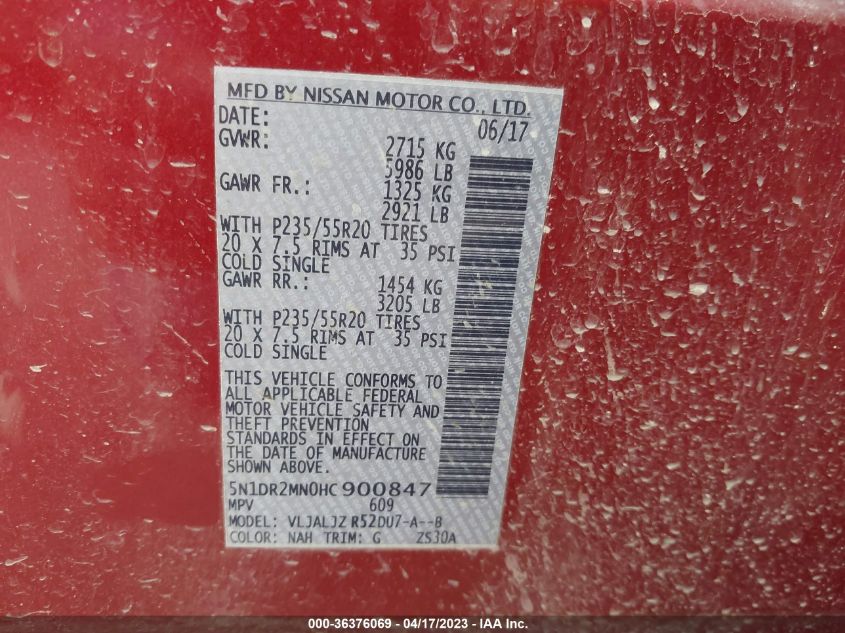 MFD BY NISSAN MOTOR CO., LTD.
DATE: 06/17
GVWR: 2715 KG
5986 LB
GAWR FR.: 1325 KG
2921 LB
WITH P235/55R20 TIRES
20 X 7.5 RIMS AT 35 PSI
COLD SINGLE
GAWR RR.: 1454 KG
3205 LB
WITH P235/55R20 TIRES
20 X 7.5 RIMS AT 35 PSI
COLD SINGLE
THIS VEHICLE CONFORMS TO
ALL APPLICABLE FEDERAL
MOTOR VEHICLE SAFETY AND
THEFT PREVENTION
STANDARDS IN EFFECT ON
THE DATE OF MANUFACTURE
SHOWN ABOVE.
5N1DR2MN0HC900847
MPV 609
MODEL: VLJALJZ R52DU7-A--B
COLOR: NAH TRIM: G ZS30A
000-36376069 - 04/17/2023 - IAA Inc.